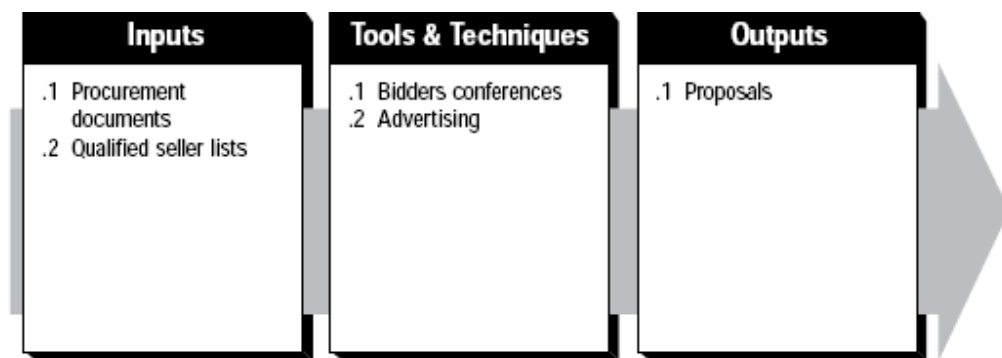 Inputs
.1 Procurement
documents
.2 Qualified seller lists
Tools & Techniques
.1 Bidders conferences
.2 Advertising
Outputs
.1 Proposals